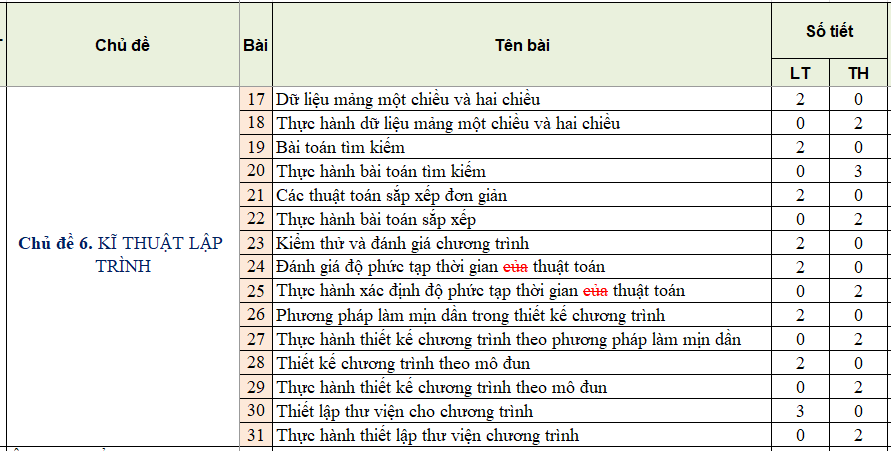 Chủ đề Bài Tên bài Số tiết
LT TH
17 Dữ liệu mảng một chiều và hai chiều 2 0
18 Thực hành dữ liệu mảng một chiều và hai chiều 0 2
19 Bài toán tìm kiếm 2 0
20 Thực hành bài toán tìm kiếm 0 3
21 Các thuật toán sắp xếp đơn giản 2 0
22 Thực hành bài toán sắp xếp 0 2
Chủ đề 6. KĨ THUẬT LẬP TRÌNH
23 Kiểm thử và đánh giá chương trình 2 0
24 Đánh giá độ phức tạp thời gian của thuật toán 2 0
25 Thực hành xác định độ phức tạp thời gian của thuật toán 0 2
26 Phương pháp làm mịn dần trong thiết kế chương trình 2 0
27 Thực hành thiết kế chương trình theo phương pháp làm mịn dần 0 2
28 Thiết kế chương trình theo mô đun 2 0
29 Thực hành thiết kế chương trình theo mô đun 0 2
30 Thiết lập thư viện cho chương trình 3 0
31 Thực hành thiết lập thư viện chương trình 0 2